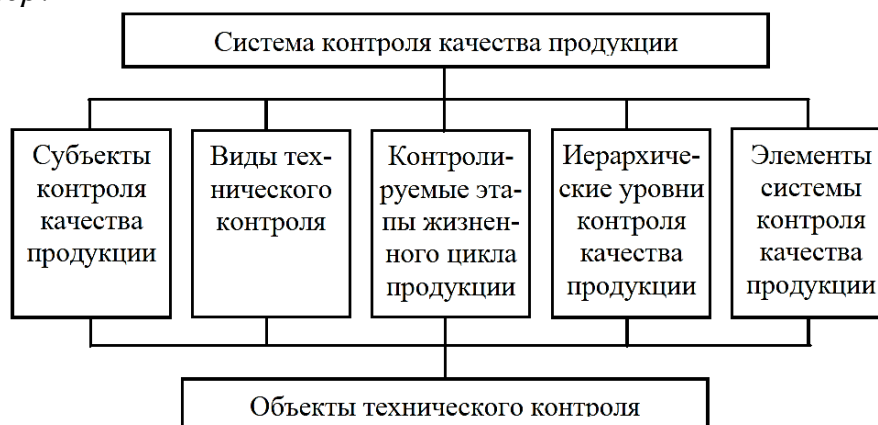 Система контроля качества продукции
Субъекты
контроля
качества
продукции
Виды тех-
нического
контроля
Контроли-
руемые эта-
пы жизнен-
ного цикла
продукции
Иерархиче-
ские уровни
контроля
качества
продукции
Элементы
системы
контроля
качества
продукции
Объекты технического контроля